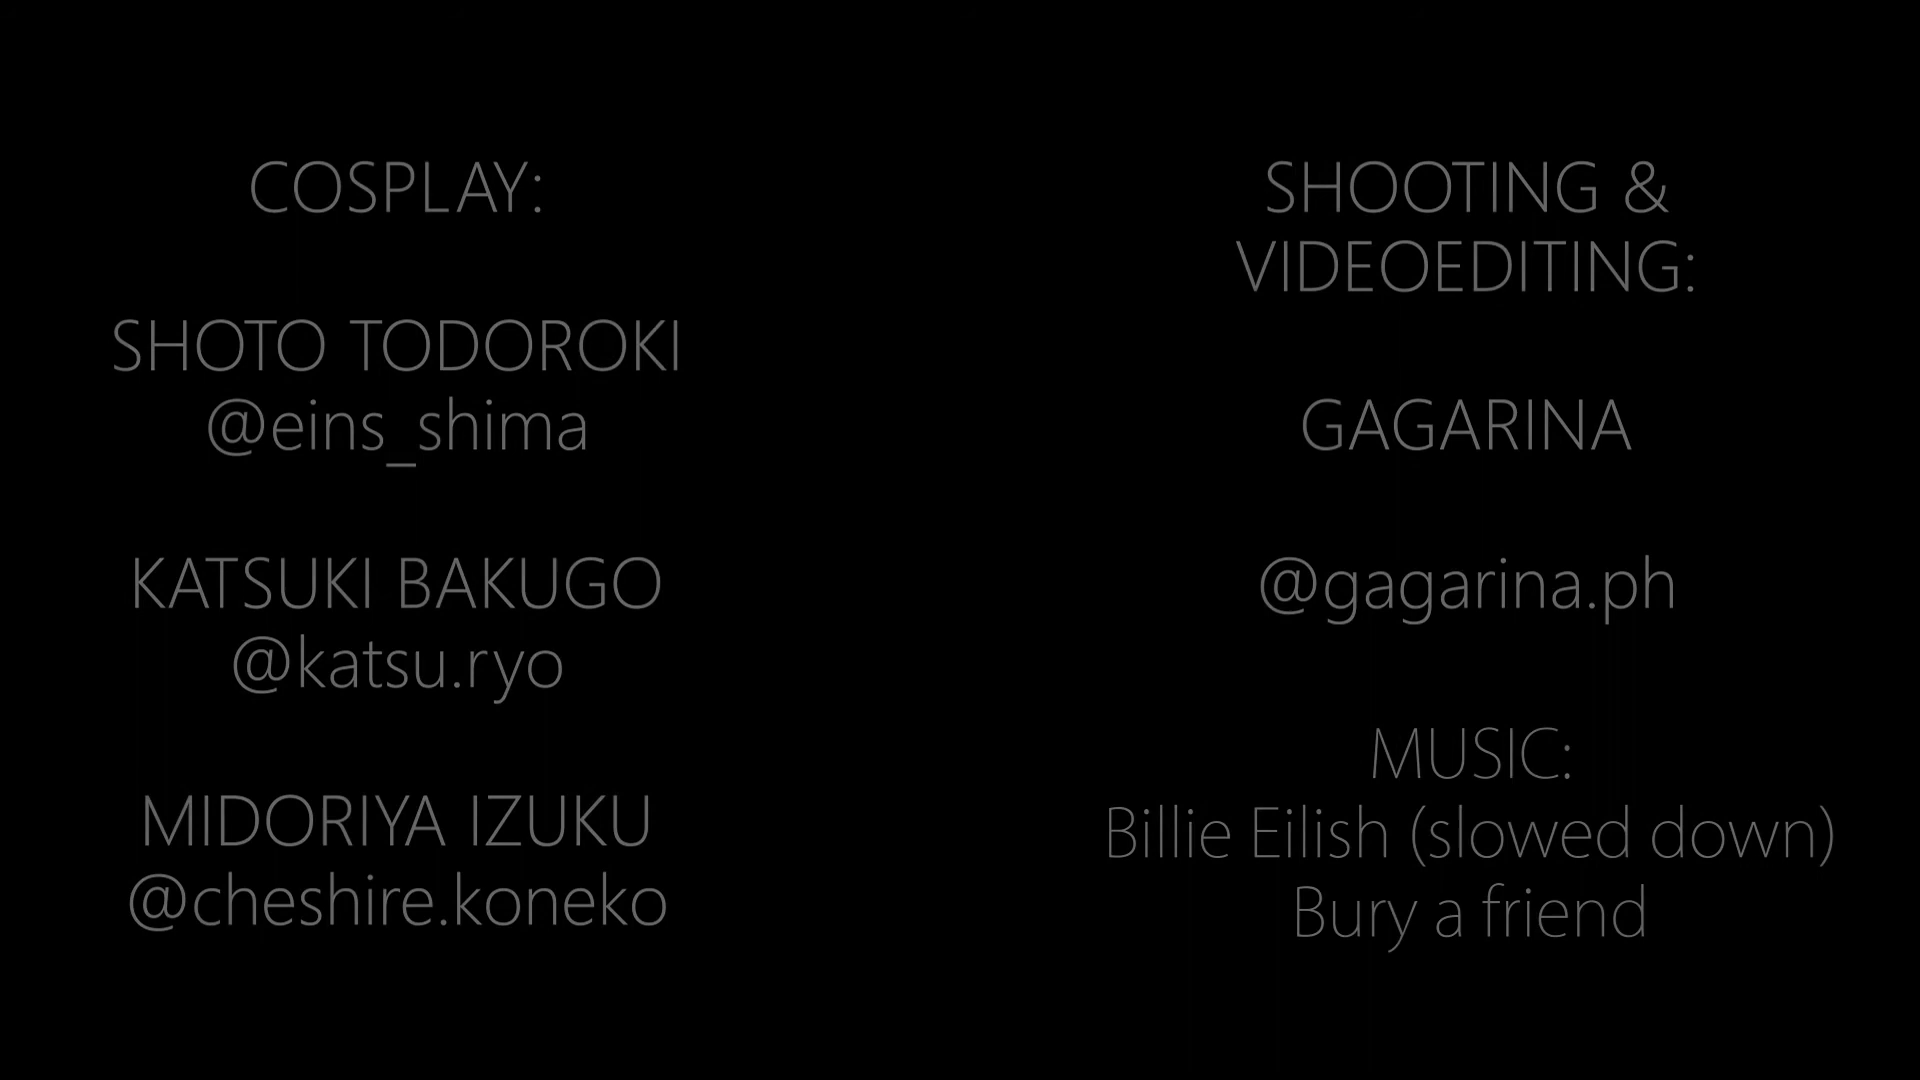 COSPLAY:
SHOTO TODOROKI
@eins_shima
KATSUKI BAKUGO
@katsu.ryo
MIDORIYA IZUKU
@cheshire.koneko
SHOOTING &
VIDEOEDITING:
GAGARINA
@gagarina.ph
MUSIC:
Billie Eilish (slowed down)
Bury a friend